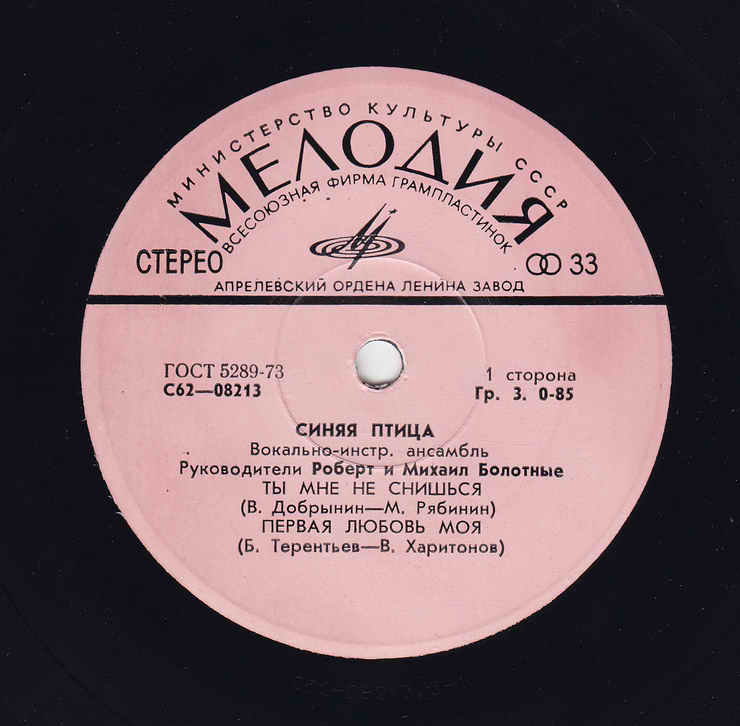 МИНИСТЕРСТВО КУЛЬТУРЫ СССР
МЕЛОДИЯ
ВСЕСОЮЗНАЯ ФИРМА ГРАМПЛАСТИНОК
СТЕРЕО
33
АПРЕЛЕВСКИЙ ОРДЕНА ЛЕНИНА ЗАВОД
ГОСТ 5289-73
С62—08213
1 сторона
Гр. 3. 0-85
СИНЯЯ ПТИЦА
Вокально-инстр. ансамбль
Руководители Роберт и Михаил Болотные
ТЫ МНЕ НЕ СНИШЬСЯ
(В. Добрынин—М. Рябинин)
ПЕРВАЯ ЛЮБОВЬ МОЯ
(Б. Терентьев—В. Харитонов)